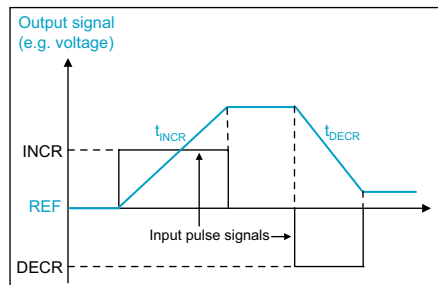 Output signal
(e.g. voltage)
tINCR
tDECR
INCR
REF
Input pulse signals
DECR